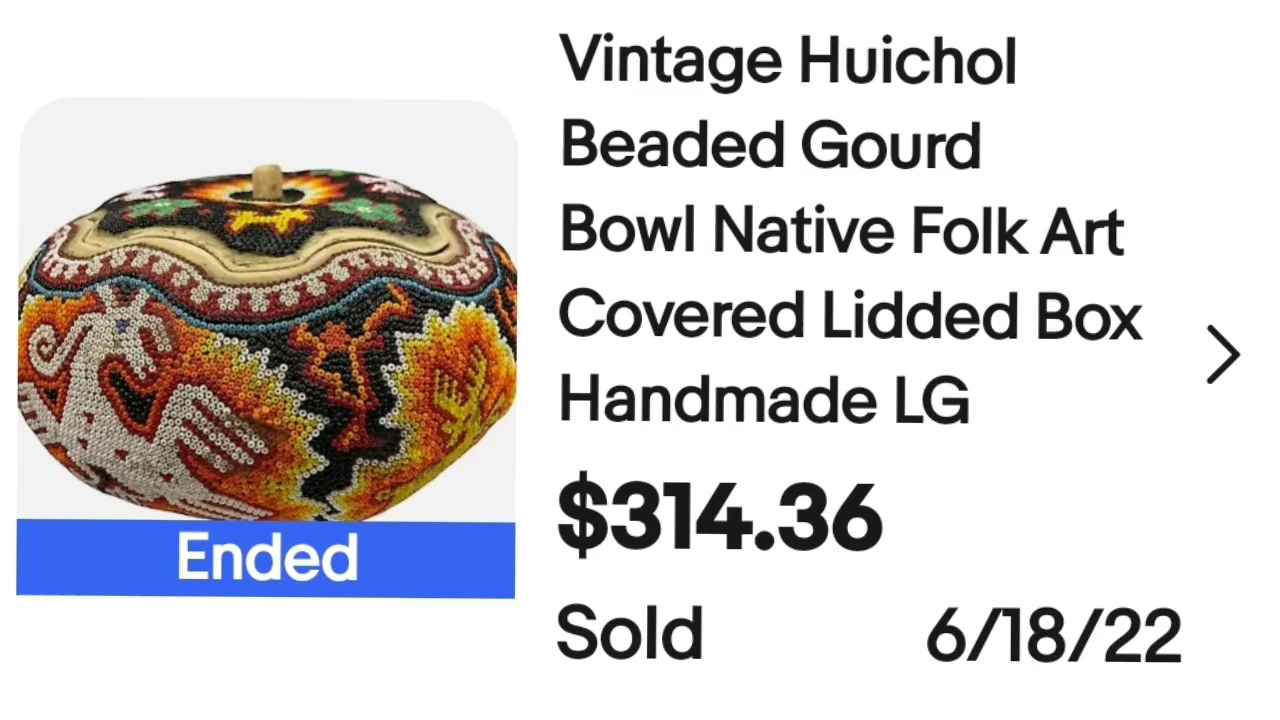 Vintage Huichol
Beaded Gourd
Bowl Native Folk Art
Covered Lidded Box
Handmade LG
$314.36
Ended
Sold 6/18/22